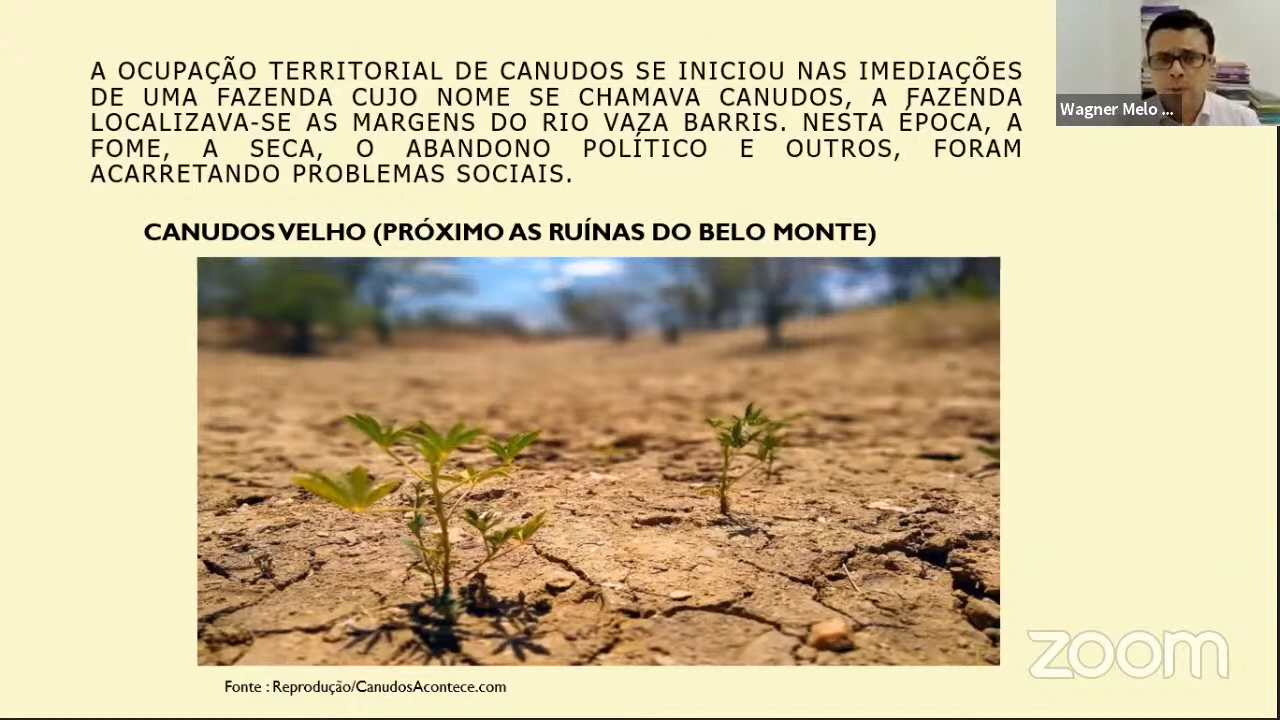 A OCUPAÇÃO TERRITORIAL DE CANUDOS SE INICIOU NAS IMEDIAÇÕES
DE UMA FAZENDA CUJO NOME SE CHAMAVA CANUDOS, A FAZENDA
LOCALIZAVA-SE AS MARGENS DO RIO VAZA BARRIS. NESTA ÉPOCA, A
FOME, A SECA, O ABANDONO POLÍTICO E OUTROS, FORAM
ACARRETANDO PROBLEMAS SOCIAIS.
Wagner Melo ...
CANUDOS VELHO (PRÓXIMO AS RUÍNAS DO BELO MONTE)
Fonte : Reprodução/CanudosAcontece.com
zoom